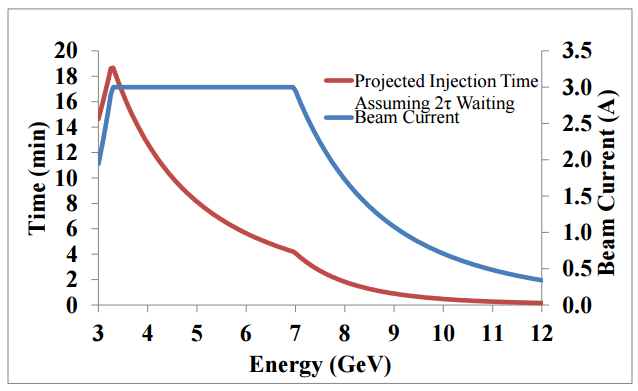 20
18
16
14
12
10
8
6
4
2
0
Time (min)
3.5
3.0
2.5
2.0
1.5
1.0
0.5
0.0
Beam Current (A)
Projected Injection Time
Assuming 2τ Waiting
Beam Current
3 4 5 6 7 8 9 10 11 12
Energy (GeV)